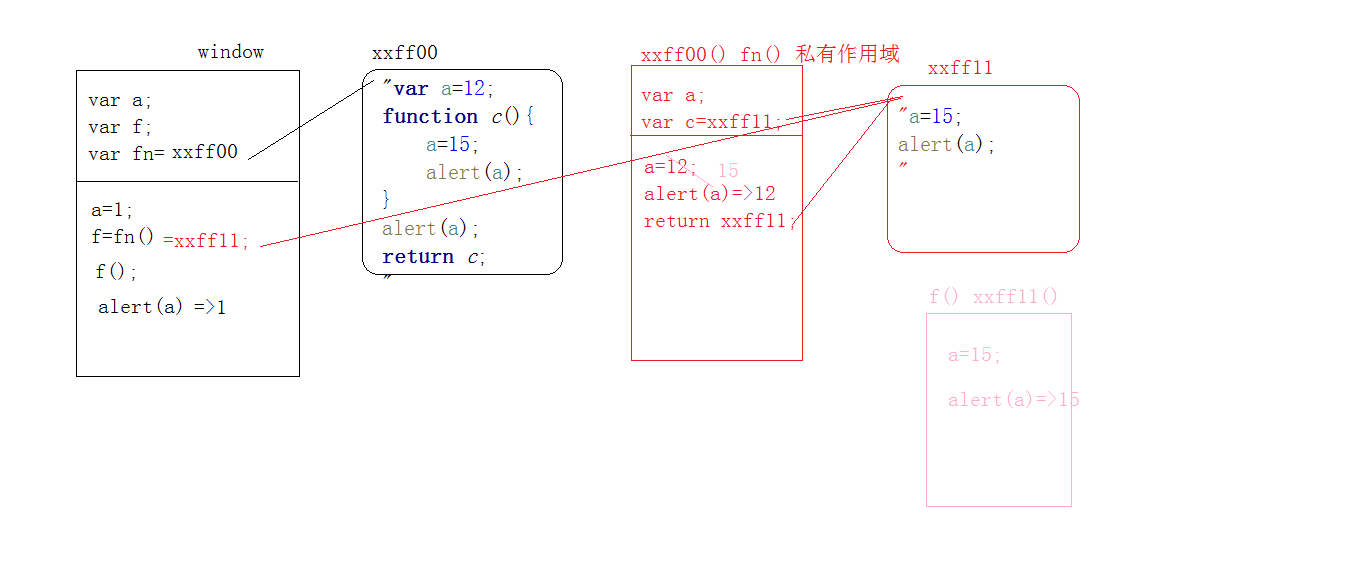 window
var a;
var f;
var fn= xxff00
a=1;
f=fn() =xxff11;
f();
alert(a) =>1
xxff00
"var a=12;
function c(){
a=15;
alert(a);
}
alert(a);
return c;
"
xxff00() fn() 私有作用域
var a;
var c=xxff11;
a=12; 15
alert(a)=>12
return xxff11;
xxff11
"a=15;
alert(a);
"
f() xxff11()
a=15;
alert(a)=>15